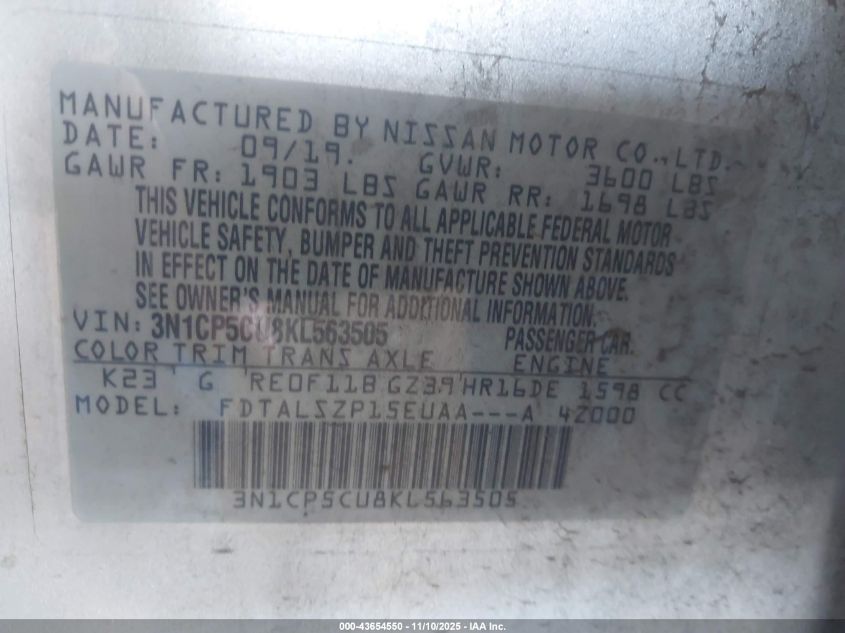 MANUFACTURED BY NISSAN MOTOR CO.,LTD.
DATE: 09/19. GVWR: 3600 LBS
GAWR FR: 1903 LBS GAWR RR: 1698 LBS
THIS VEHICLE CONFORMS TO ALL APPLICABLE FEDERAL MOTOR
VEHICLE SAFETY, BUMPER AND THEFT PREVENTION STANDARDS
IN EFFECT ON THE DATE OF MANUFACTURE SHOWN ABOVE.
SEE OWNER'S MANUAL FOR ADDITIONAL INFORMATION.
VIN: 3N1CP5CU8KL563505 PASSENGER CAR.
COLOR TRIM TRANS AXLE ENGINE
K23 G RE0F11B GZ39 HR16DE 1598 CC
MODEL: FDTALSZP15EUAA---A 4Z000
3N1CP5CU8KL563505
000-43654550 - 11/10/2025 - IAA Inc.